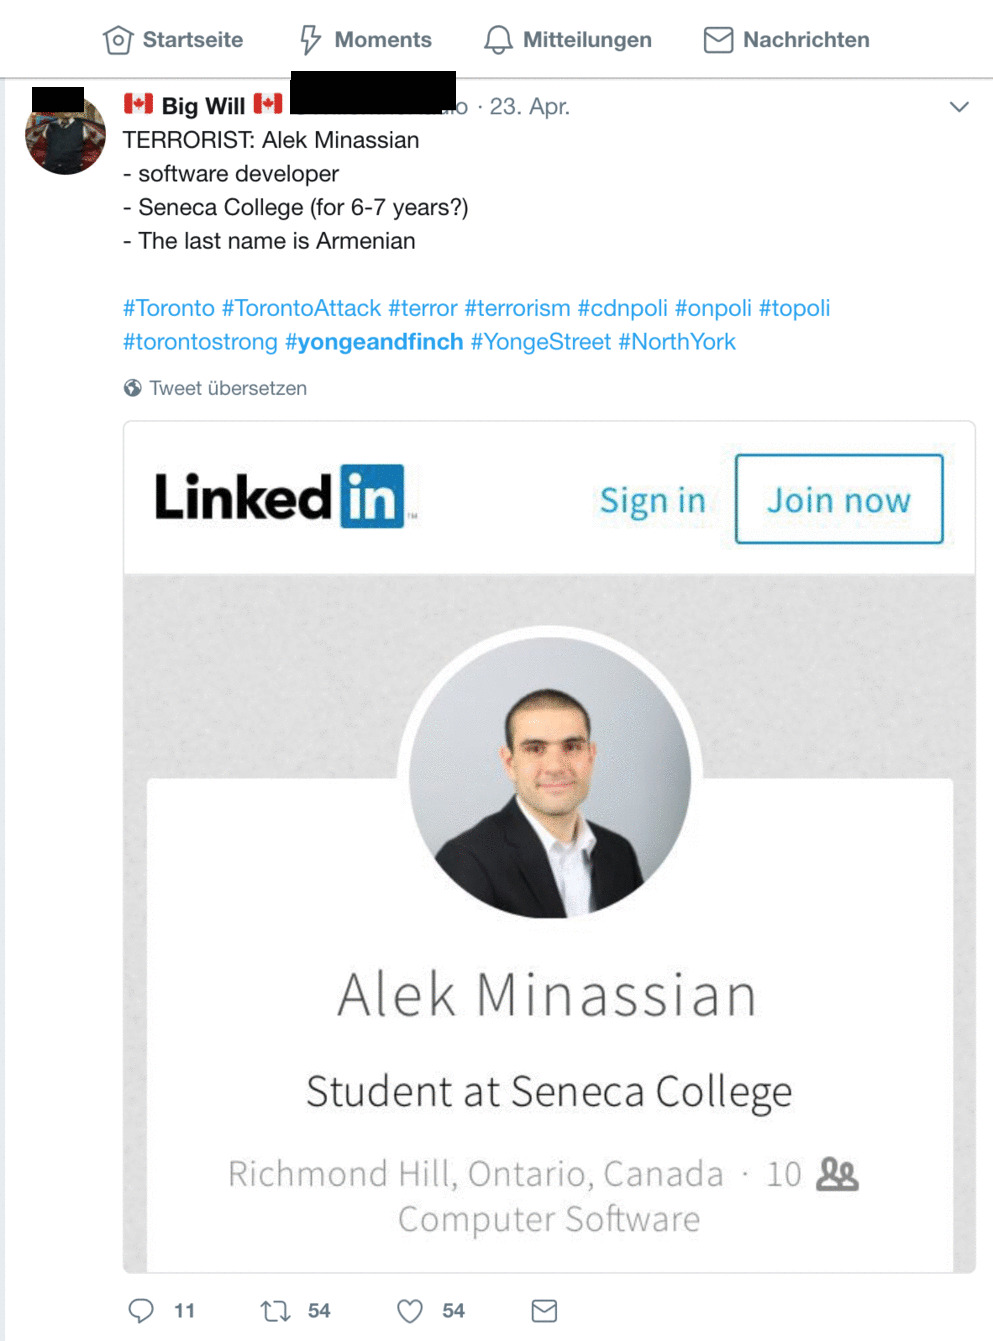 Startseite Moments Mitteilungen Nachrichten
Big Will o · 23. Apr.
TERRORIST: Alek Minassian
- software developer
- Seneca College (for 6-7 years?)
- The last name is Armenian
#Toronto #TorontoAttack #terror #terrorism #cdnpoli #onpoli #topoli
#torontostrong #yongeandfinch #YongeStreet #NorthYork
Tweet übersetzen
Linked in ™ Sign in Join now
Alek Minassian
Student at Seneca College
Richmond Hill, Ontario, Canada · 10
Computer Software
11 54 54